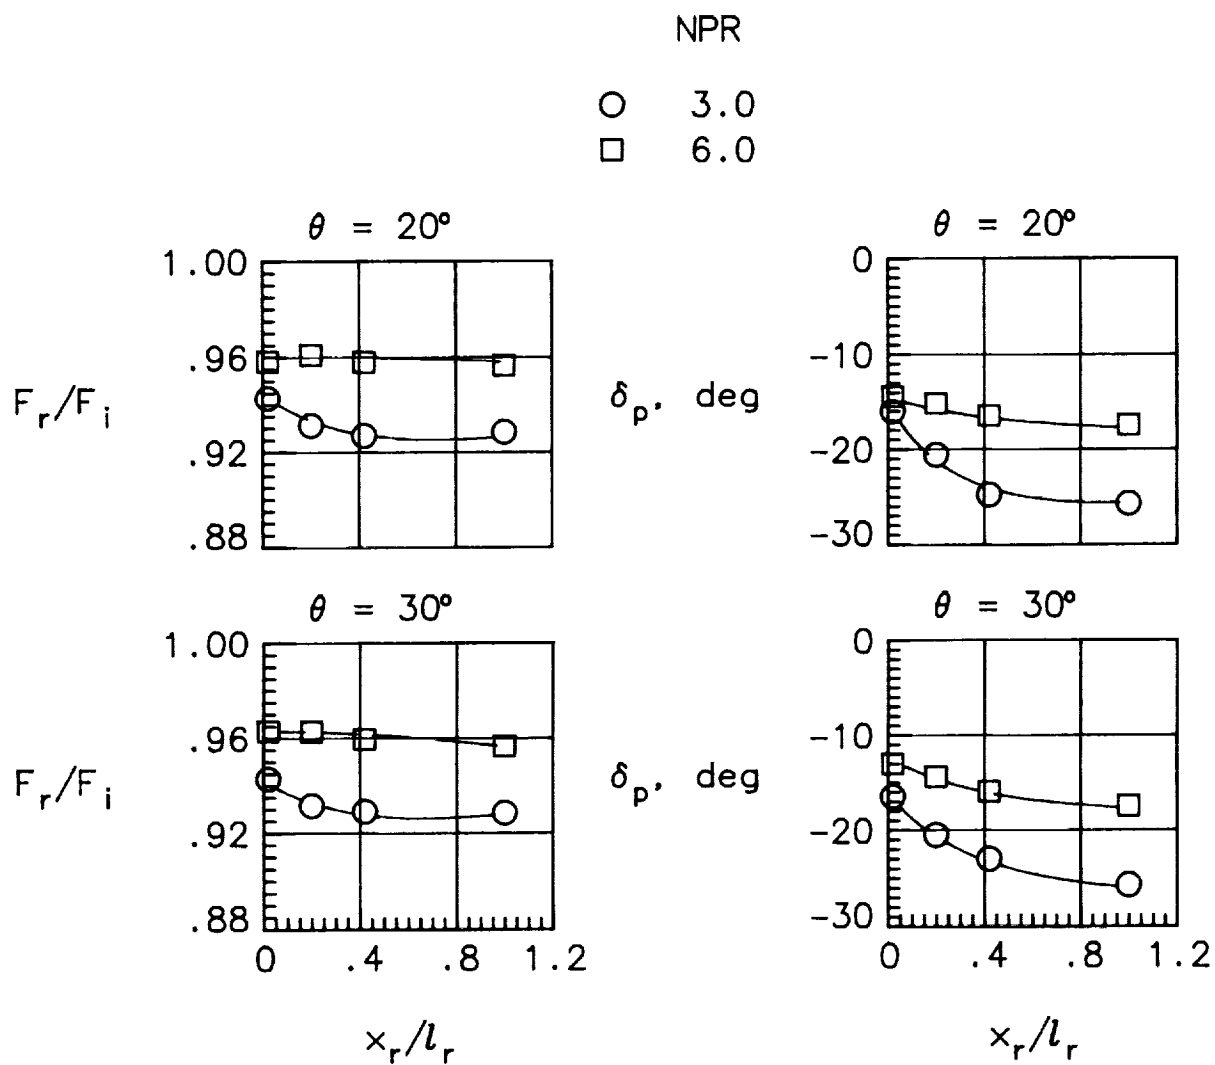 NPR
○ 3.0
□ 6.0
θ = 20°
1.00
.96
.92
.88
F_r/F_i
θ = 20°
0
-10
-20
-30
δ_p, deg
θ = 30°
1.00
.96
.92
.88
F_r/F_i
0 .4 .8 1.2
x_r/l_r
θ = 30°
0
-10
-20
-30
δ_p, deg
0 .4 .8 1.2
x_r/l_r